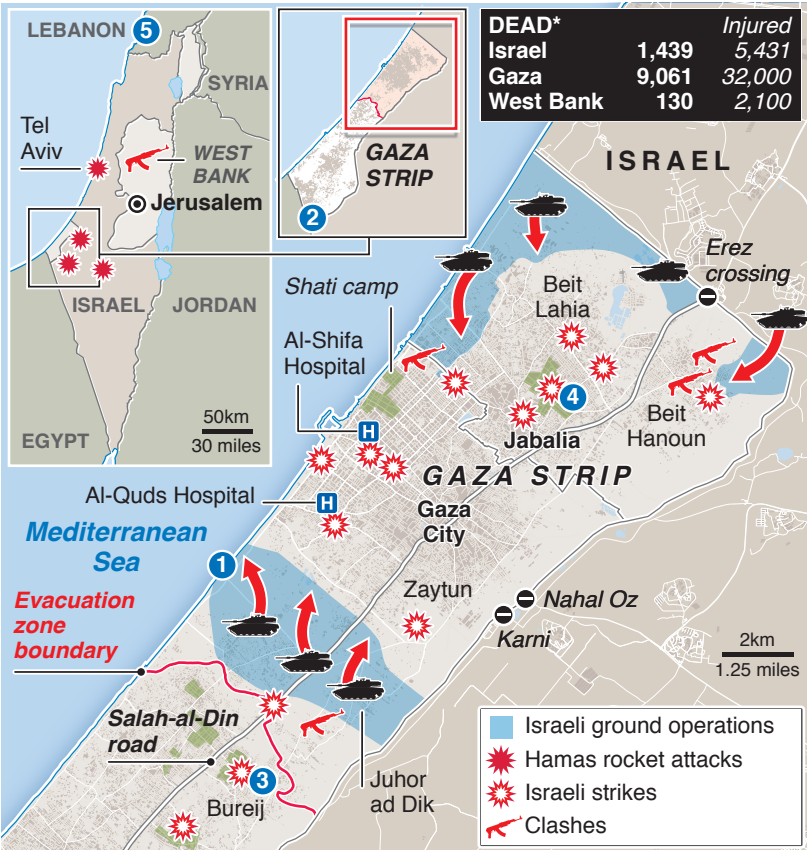 LEBANON 5
SYRIA
Tel
Aviv
WEST
BANK
Jerusalem
ISRAEL
JORDAN
EGYPT
50km
30 miles
GAZA
STRIP
2
DEAD* Injured
Israel 1,439 5,431
Gaza 9,061 32,000
West Bank 130 2,100
ISRAEL
Erez
crossing
Shati camp
Beit
Lahia
Al-Shifa
Hospital
H
4
Jabalia
Beit
Hanoun
GAZA STRIP
Al-Quds Hospital
H
Gaza
City
Mediterranean
Sea
1
Evacuation
zone
boundary
Zaytun
Nahal Oz
Karni
2km
1.25 miles
Salah-al-Din
road
3
Bureij
Juhor
ad Dik
Israeli ground operations
Hamas rocket attacks
Israeli strikes
Clashes